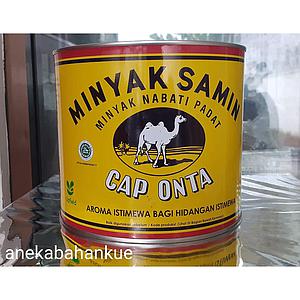 MINYAK SAMIN
MINYAK NABATI PADAT
CAP ONTA
AROMA ISTIMEWA BAGI HIDANGAN ISTIMEWA
anekabahankue